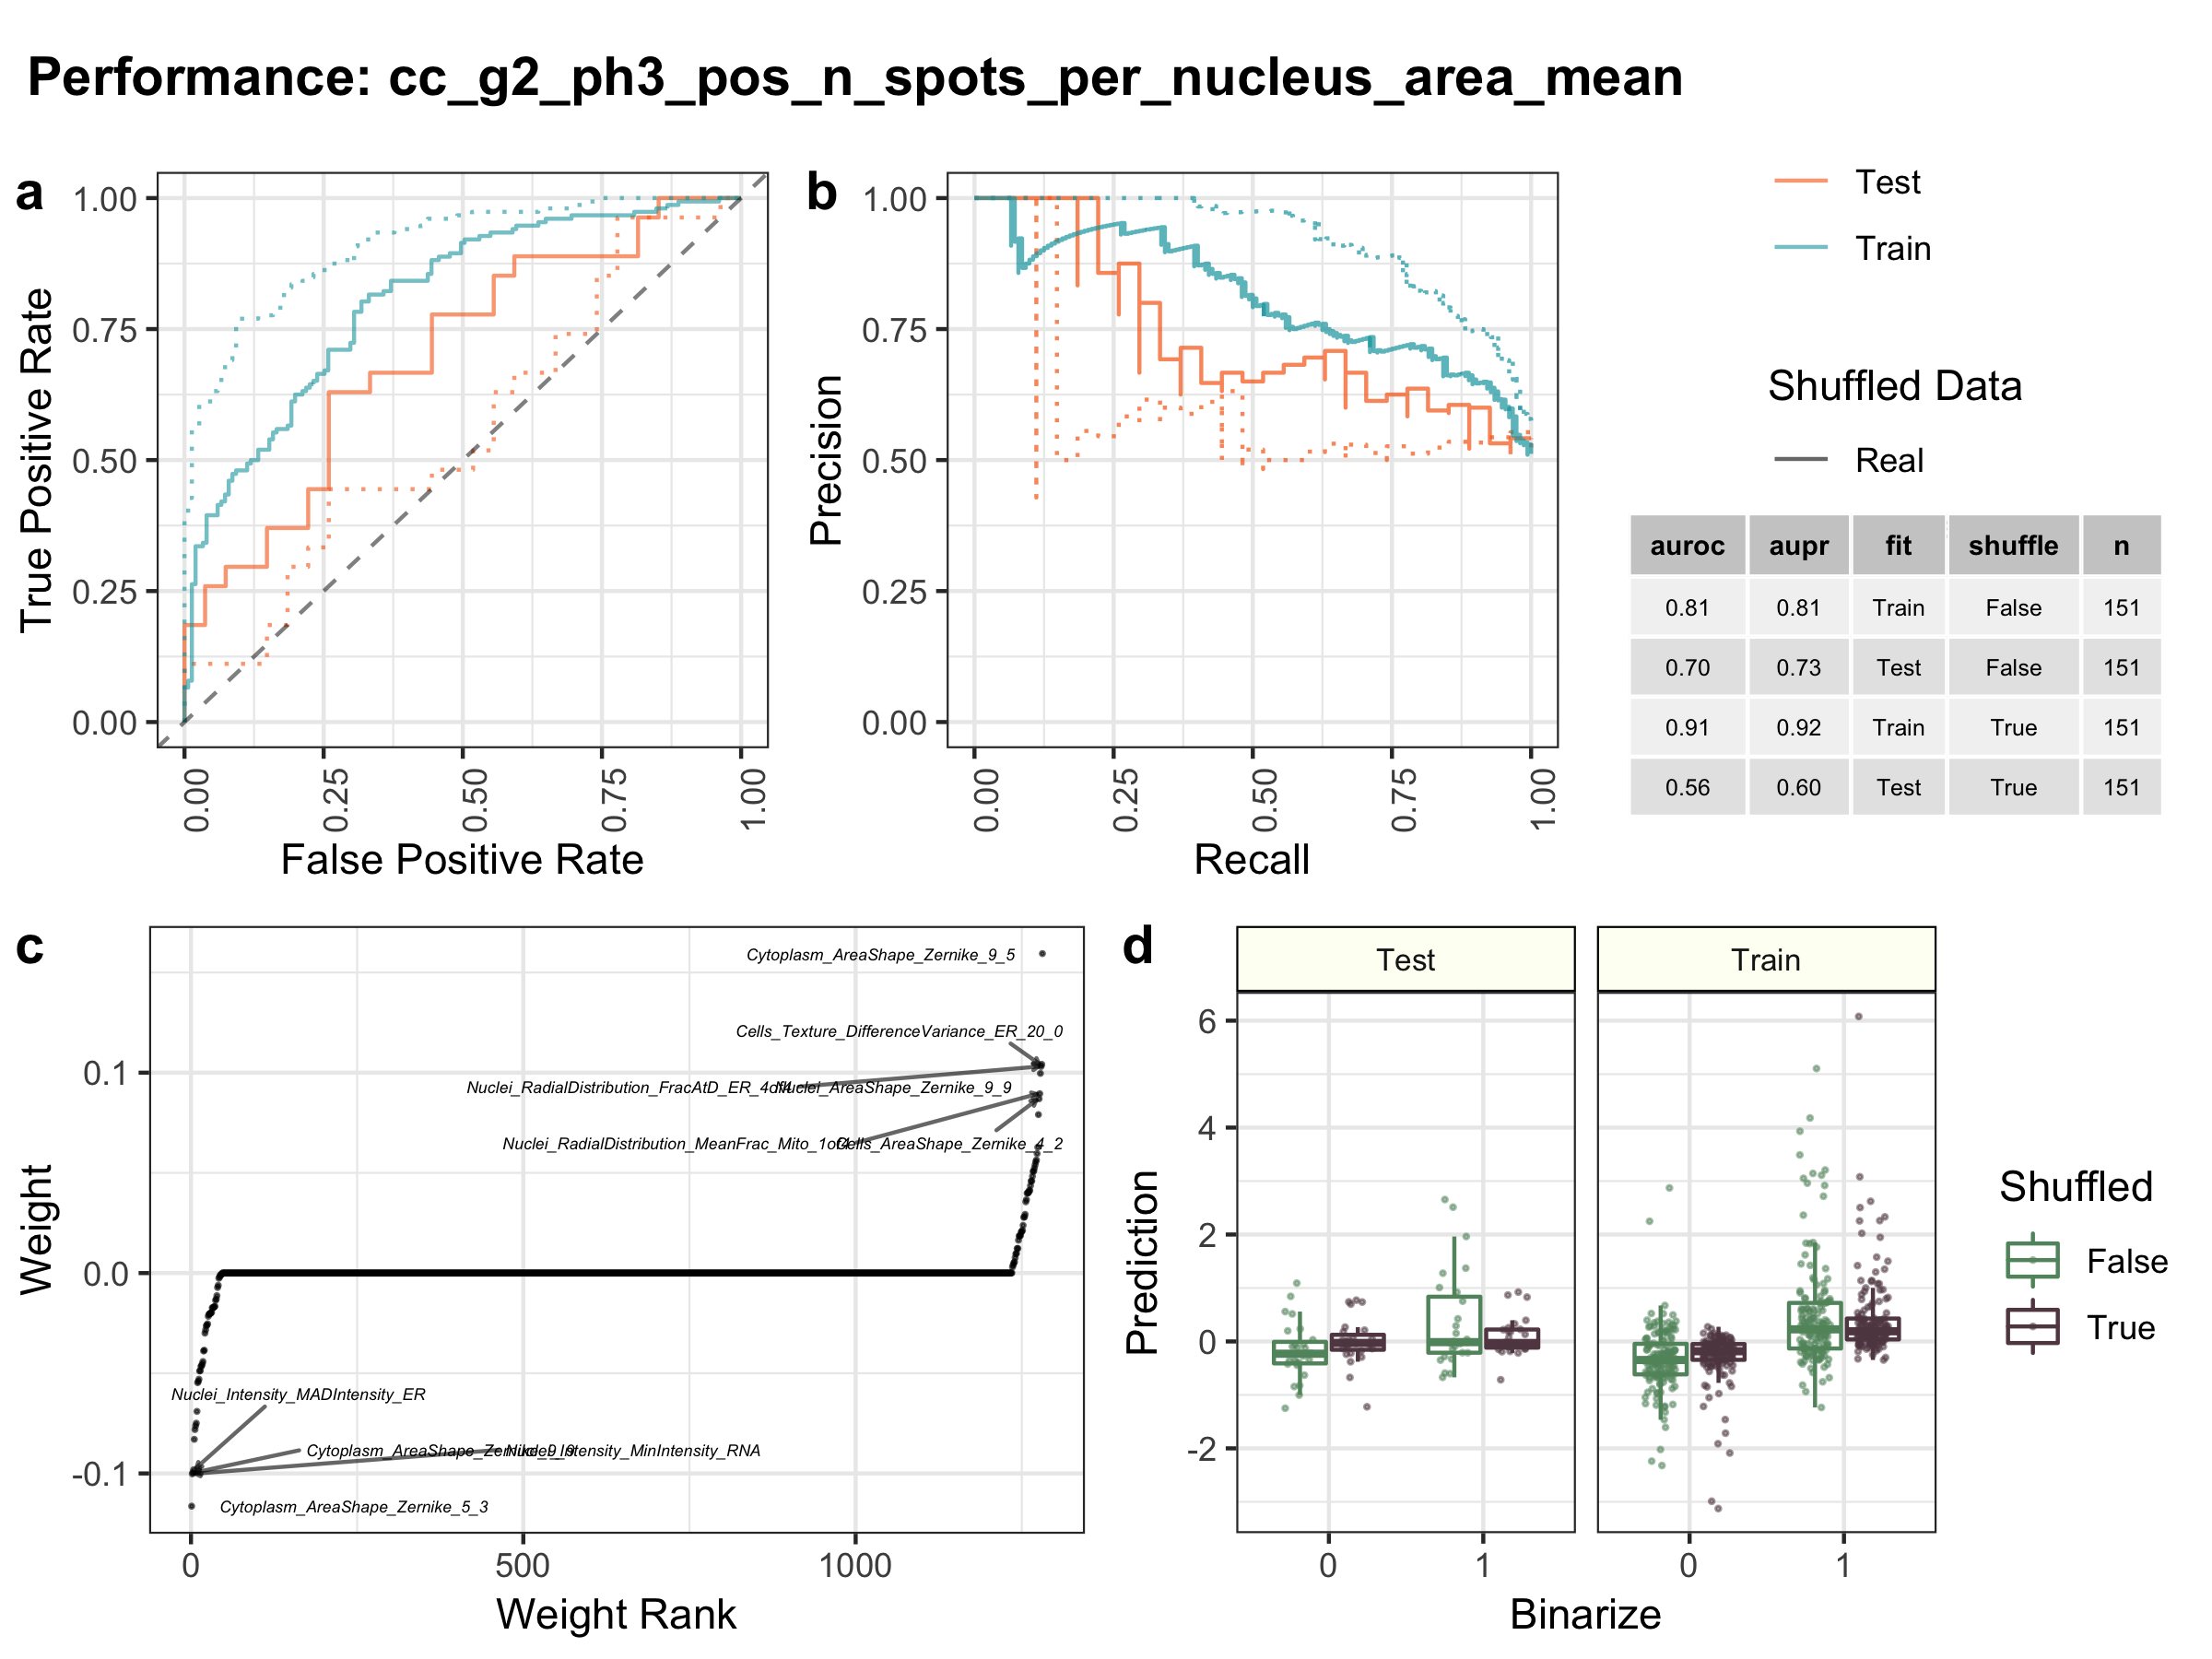 Performance: cc_g2_ph3_pos_n_spots_per_nucleus_area_mean
a
1.00
0.75
0.50
0.25
0.00
True Positive Rate
0.00
0.25
0.50
0.75
1.00
False Positive Rate
b
1.00
0.75
0.50
0.25
0.00
Precision
0.00
0.25
0.50
0.75
1.00
Recall
Test
Train
Shuffled Data
Real
auroc aupr fit shuffle n
0.81 0.81 Train False 151
0.70 0.73 Test False 151
0.91 0.92 Train True 151
0.56 0.60 Test True 151
c
0.1
0.0
-0.1
Weight
Cytoplasm_AreaShape_Zernike_9_5
Cells_Texture_DifferenceVariance_ER_20_0
Nuclei_RadialDistribution_FracAtD_ER_4of4
Nuclei_AreaShape_Zernike_9_9
Nuclei_RadialDistribution_MeanFrac_Mito_1of4
Cells_AreaShape_Zernike_4_2
Nuclei_Intensity_MADIntensity_ER
Cytoplasm_AreaShape_Zernike_9_9
Nuclei_Intensity_MinIntensity_RNA
Cytoplasm_AreaShape_Zernike_5_3
0
500
1000
Weight Rank
d
Test
Train
6
4
2
0
-2
Prediction
0
1
0
1
Binarize
Shuffled
False
True